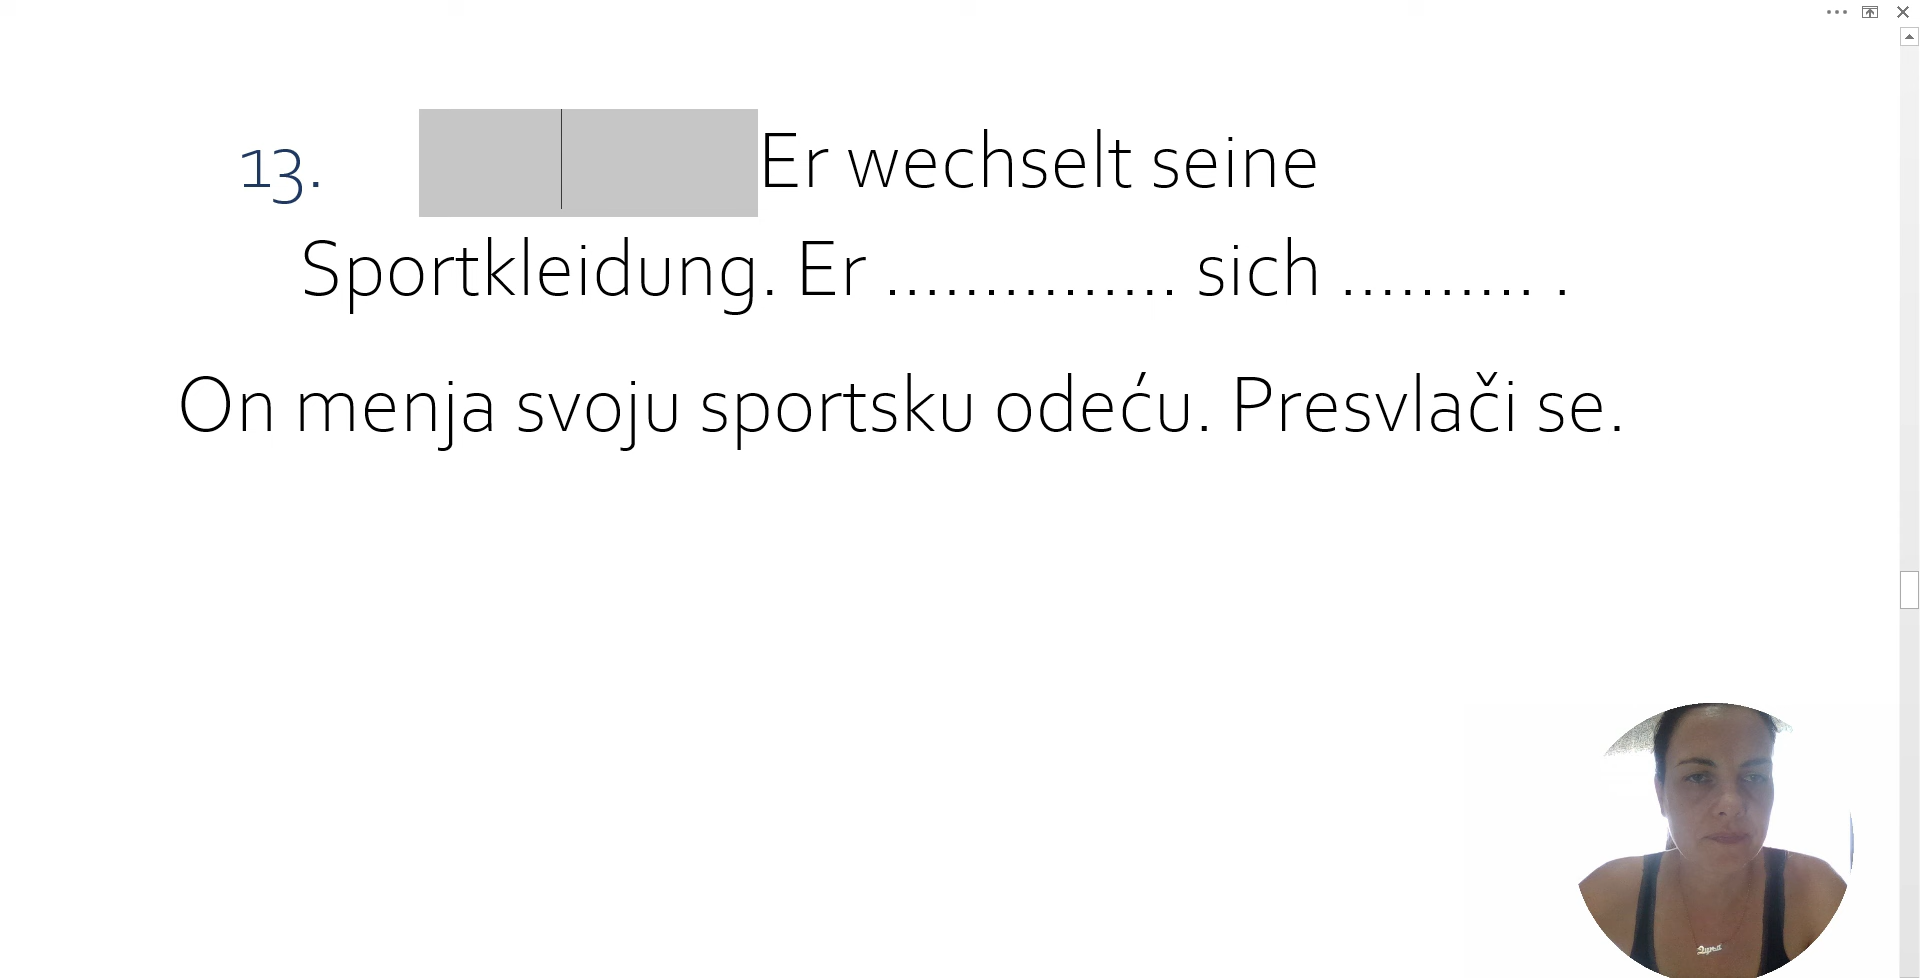 13. Er wechselt seine
Sportkleidung. Er ............... sich .......... .
On menja svoju sportsku odeću. Presvlači se.